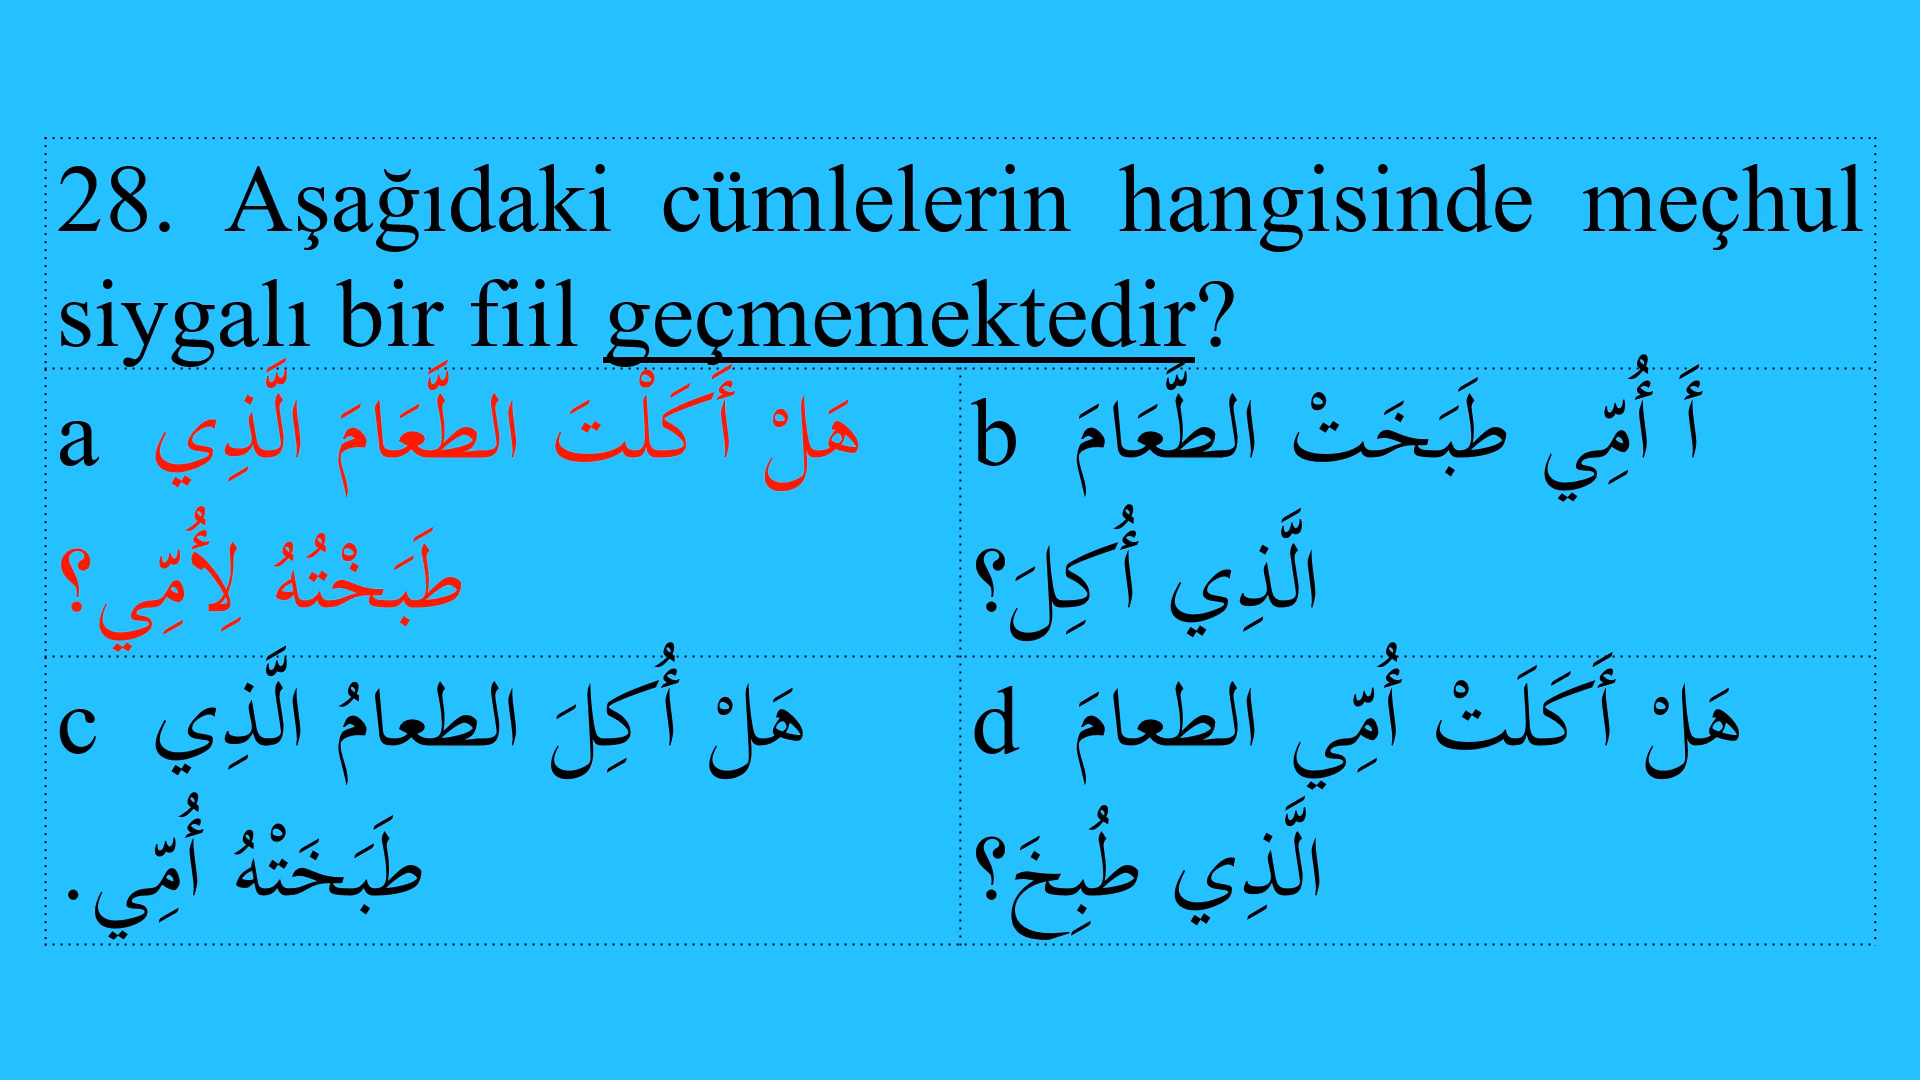 28. Aşağıdaki cümlelerin hangisinde meçhul
siygalı bir fiil geçmemektedir?
a هَلْ أَكَلْتَ الطَّعَامَ الَّذِي
طَبَخْتُهُ لِأُمِّي؟
b أَ أُمِّي طَبَخَتْ الطَّعَامَ
الَّذِي أُكِلَ؟
c هَلْ أُكِلَ الطعامُ الَّذِي
طَبَخَتْهُ أُمِّي.
d هَلْ أَكَلَتْ أُمِّي الطعامَ
الَّذِي طُبِخَ؟